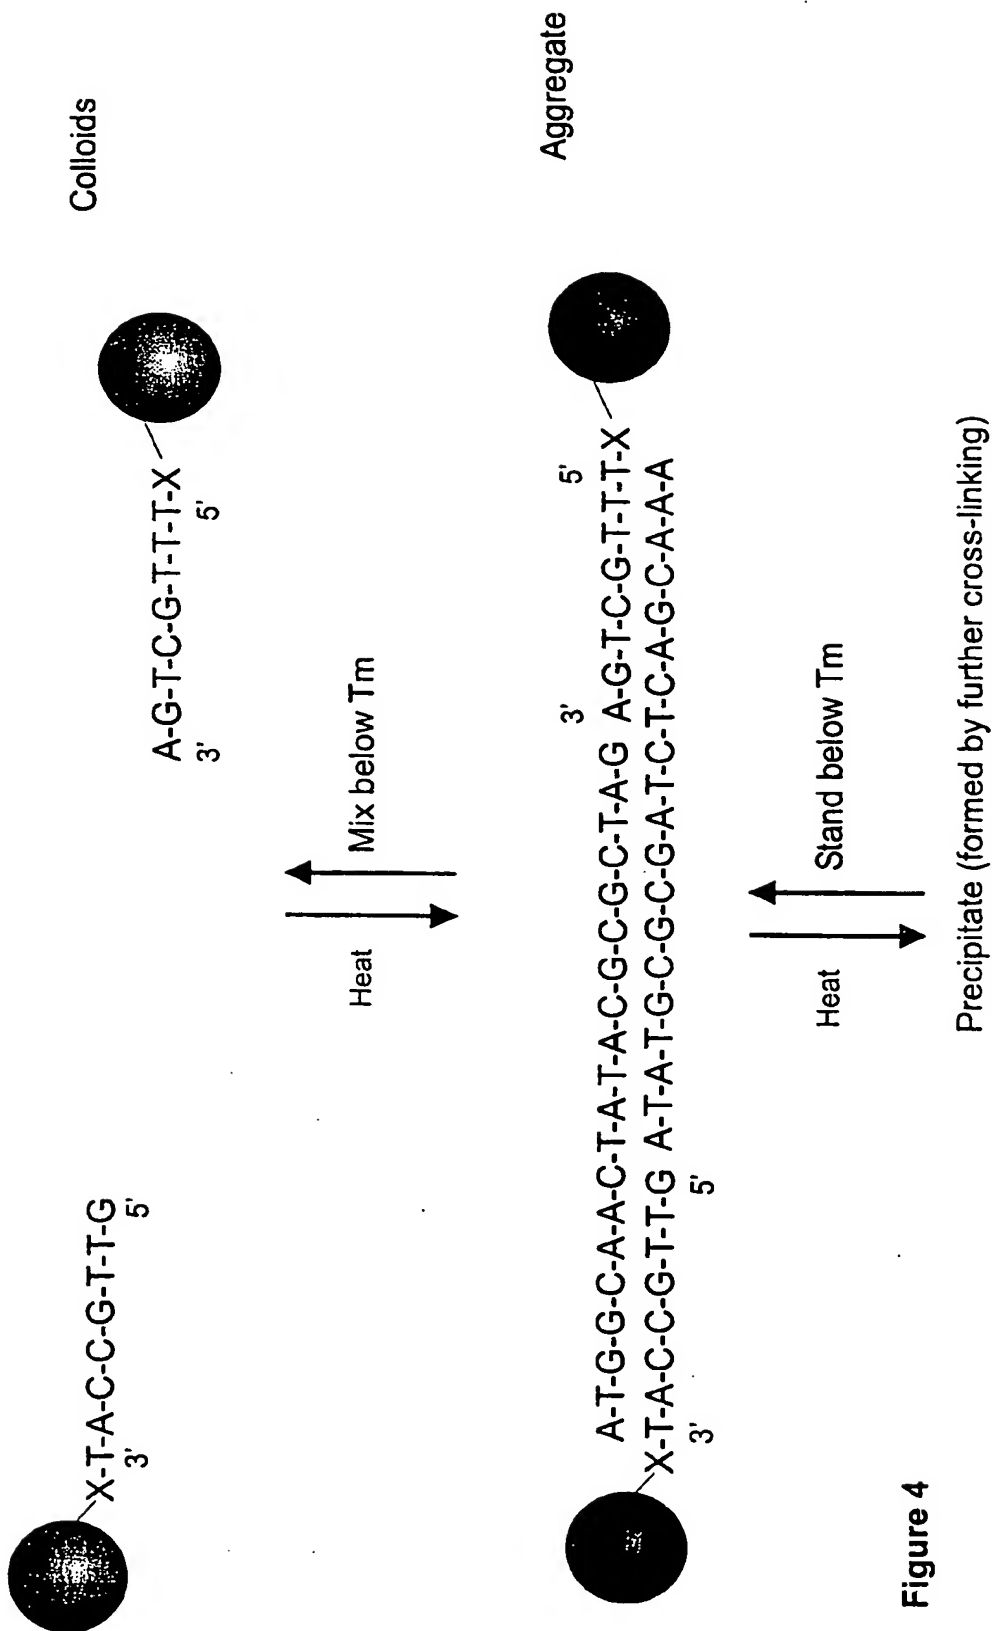 Colloids
X-T-A-C-C-G-T-T-G
3' 5'
A-G-T-C-G-T-T-T-X
3' 5'
Heat
Mix below Tm
Aggregate
3' 5'
A-T-G-G-C-A-A-C-T-A-T-A-C-G-C-G-C-T-A-G A-G-T-C-G-T-T-T-X
X-T-A-C-C-G-T-T-G A-T-A-T-G-C-G-C-G-A-T-C-T-C-A-G-C-A-A-A
3' 5'
Heat
Stand below Tm
Precipitate (formed by further cross-linking)
Figure 4